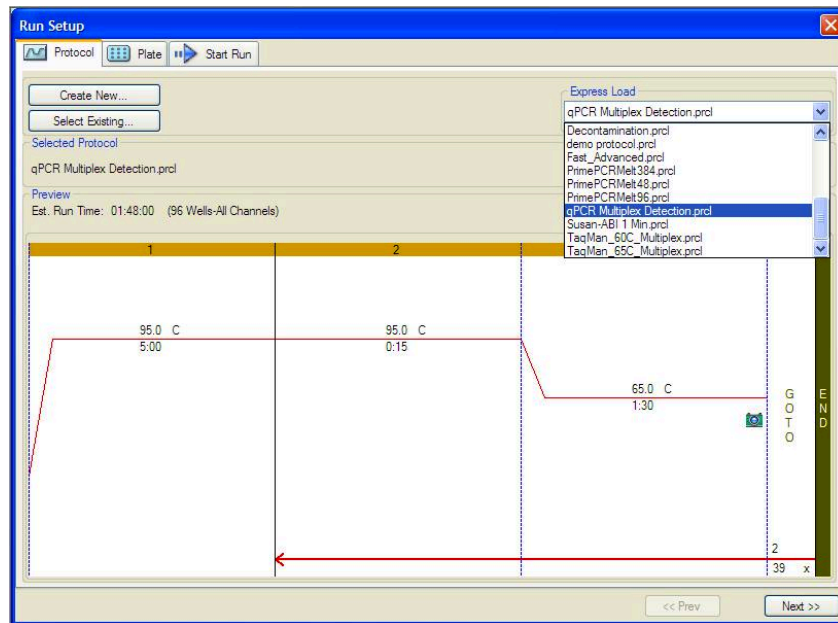 Run Setup
Protocol Plate Start Run
Create New...
Select Existing...
Express Load
qPCR Multiplex Detection.prcl
Decontamination.prcl
demo protocol.prcl
Fast_Advanced.prcl
PrimePCRMelt384.prcl
PrimePCRMelt48.prcl
PrimePCRMelt96.prcl
qPCR Multiplex Detection.prcl
Susan-ABI 1 Min.prcl
TaqMan_60C_Multiplex.prcl
TaqMan_65C_Multiplex.prcl
Selected Protocol
qPCR Multiplex Detection.prcl
Preview
Est. Run Time: 01:48:00 (96 Wells-All Channels)
1 2
95.0 C 95.0 C
5:00 0:15
65.0 C
1:30
GOTO
END
2
39 x
<< Prev Next >>